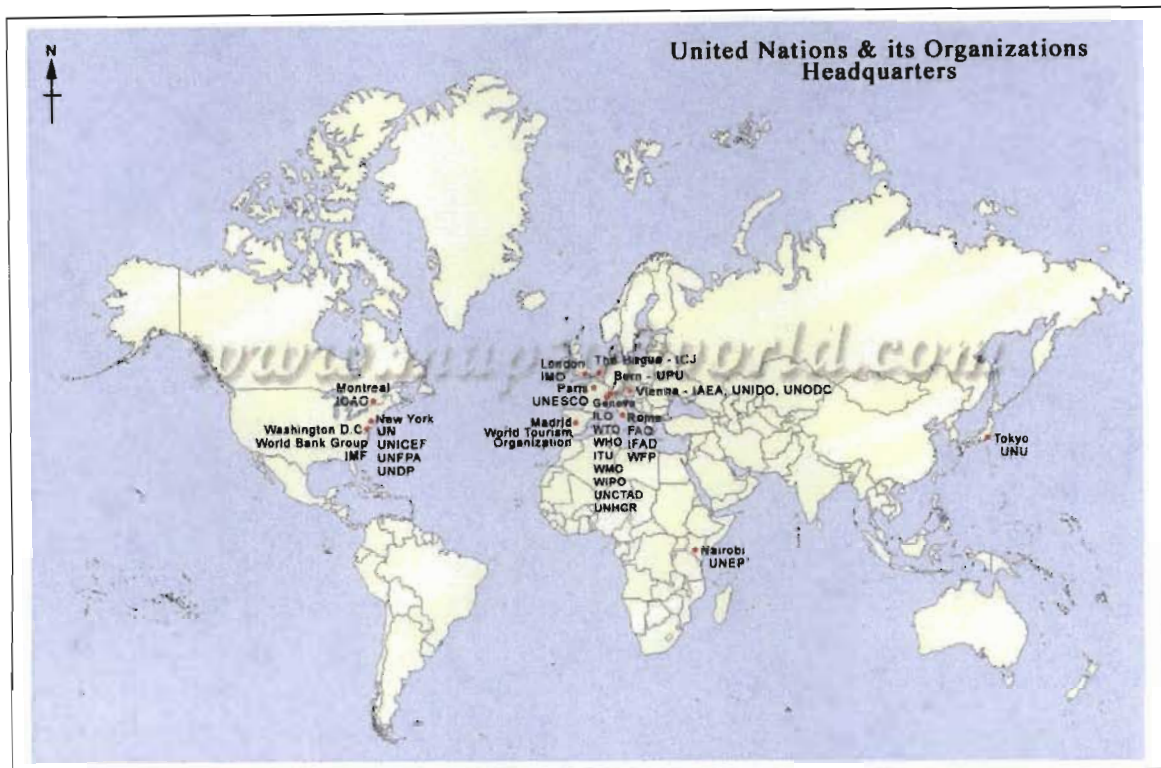 N
United Nations & its Organizations
Headquarters
London
IMO
The Hague - ICJ
Bern - UPU
Paris
UNESCO
Vienna - IAEA, UNIDO, UNODC
Geneva
ILO
WTO
WHO
ITU
WMO
WIPO
UNCTAD
UNHCR
Rome
FAO
IFAD
WFP
Madrid
World Tourism
Organization
Montreal
ICAO
New York
UN
UNICEF
UNFPA
UNDP
Washington D.C
World Bank Group
IMF
Tokyo
UNU
Nairobi
UNEP